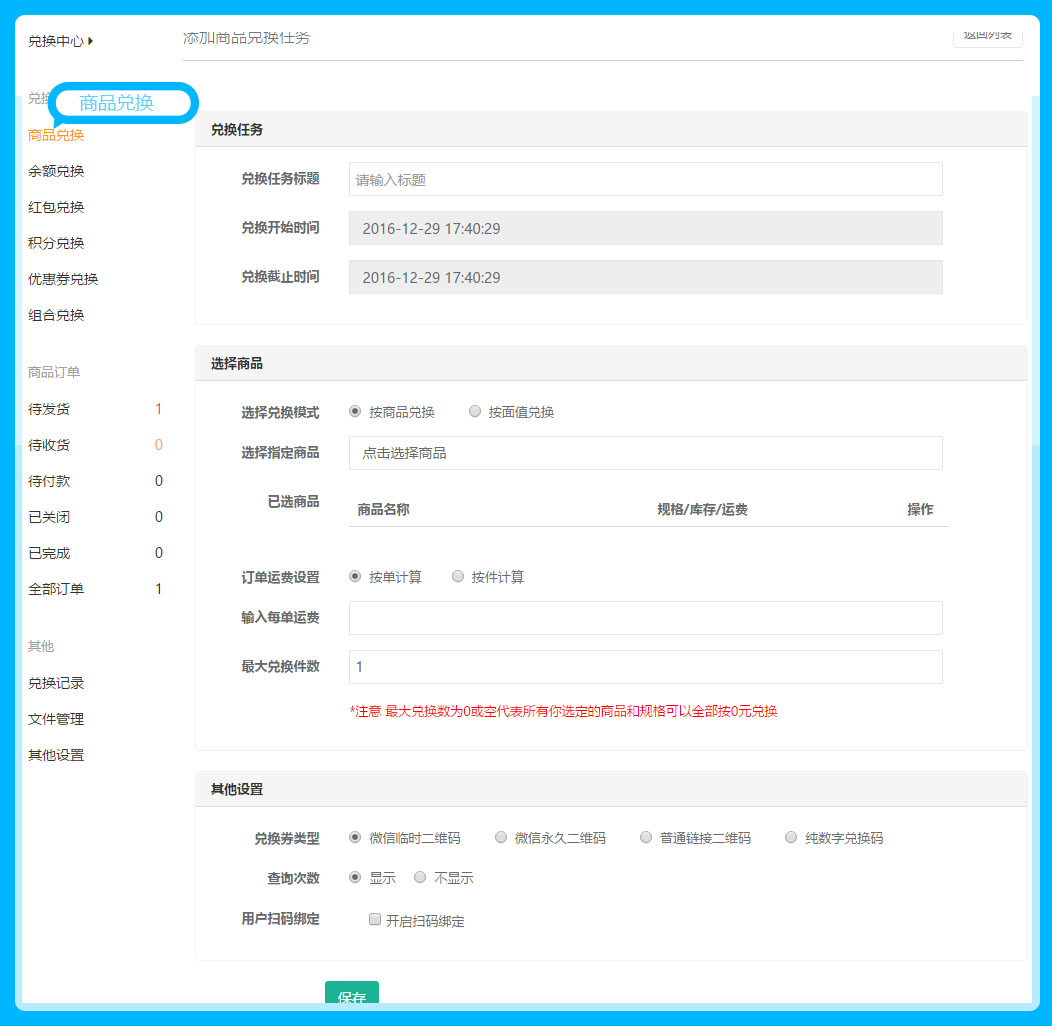 兑换中心
添加商品兑换任务
返回列表
商品兑换
商品兑换
余额兑换
红包兑换
积分兑换
优惠券兑换
组合兑换
商品订单
待发货 1
待收货 0
待付款 0
已关闭 0
已完成 0
全部订单 1
其他
兑换记录
文件管理
其他设置
兑换任务
兑换任务标题 请输入标题
兑换开始时间 2016-12-29 17:40:29
兑换截止时间 2016-12-29 17:40:29
选择商品
选择兑换模式 按商品兑换 按面值兑换
选择指定商品 点击选择商品
已选商品 商品名称 规格/库存/运费 操作
订单运费设置 按单计算 按件计算
输入每单运费
最大兑换件数 1
*注意 最大兑换数为0或空代表所有你选定的商品和规格可以全部按0元兑换
其他设置
兑换券类型 微信临时二维码 微信永久二维码 普通链接二维码 纯数字兑换码
查询次数 显示 不显示
用户扫码绑定 开启扫码绑定
保存